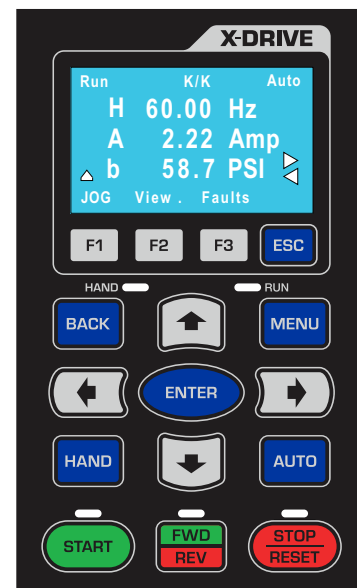 X-DRIVE
Run K/K Auto
H 60.00 Hz
A 2.22 Amp
b 58.7 PSI
JOG View . Faults
F1 F2 F3 ESC
HAND RUN
BACK MENU
ENTER
HAND AUTO
START FWD STOP
REV RESET